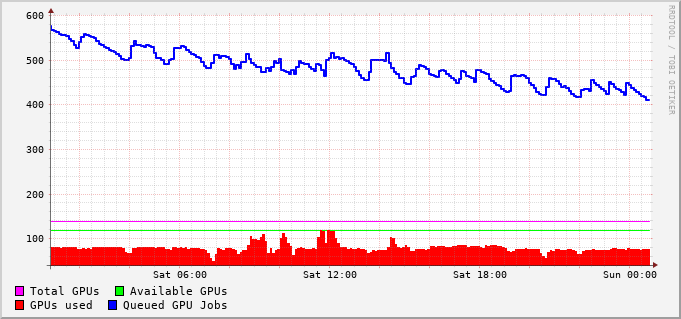 600
500
400
300
200
100
Sat 06:00 Sat 12:00 Sat 18:00 Sun 00:00
Total GPUs Available GPUs
GPUs used Queued GPU Jobs
RRDTOOL / TOBI OETIKER